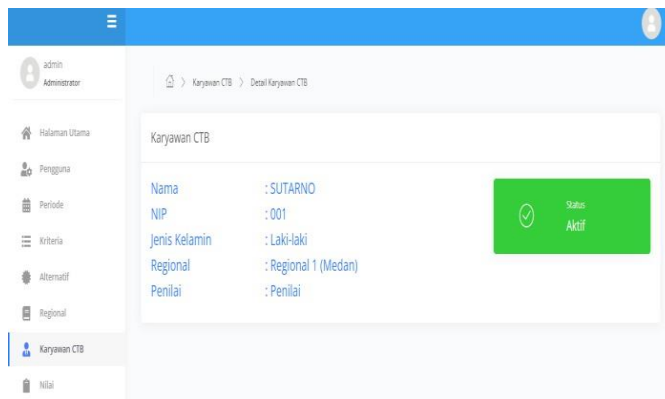 admin
Administrator
Karyawan CTB > Detail Karyawan CTB
Halaman Utama
Pengguna
Periode
Kriteria
Alternatif
Regional
Karyawan CTB
Nilai
Karyawan CTB
Nama : SUTARNO
NIP : 001
Jenis Kelamin : Laki-laki
Regional : Regional 1 (Medan)
Penilai : Penilai
Status
Aktif